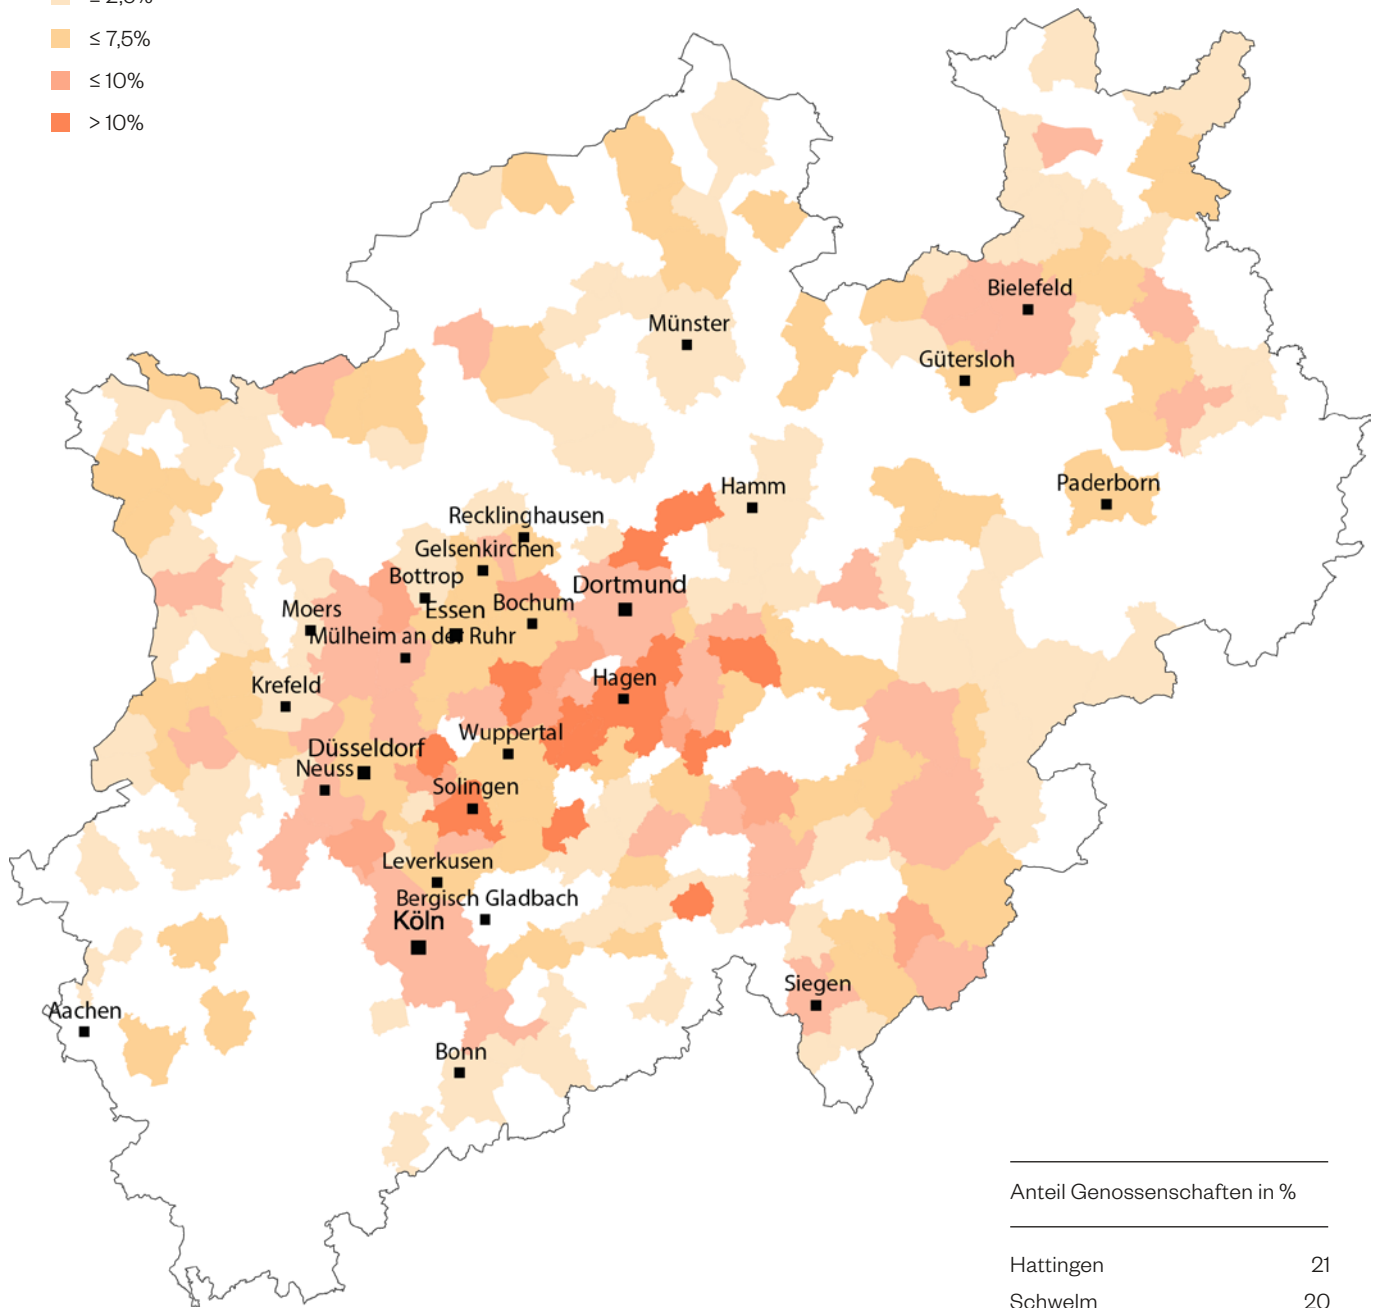 ≤ 7,5%
≤ 10%
> 10%
Bielefeld
Münster
Gütersloh
Hamm
Paderborn
Recklinghausen
Gelsenkirchen
Bottrop
Dortmund
Moers
Essen
Bochum
Mülheim an der Ruhr
Krefeld
Hagen
Wuppertal
Düsseldorf
Neuss
Solingen
Leverkusen
Bergisch Gladbach
Köln
Siegen
Aachen
Bonn
Anteil Genossenschaften in %
Hattingen 21
Schwelm 20